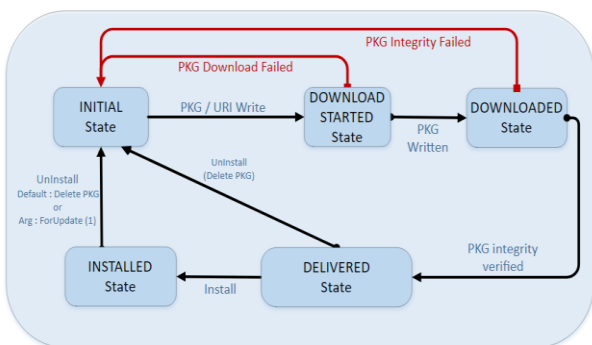 PKG Integrity Failed
PKG Download Failed
INITIAL
State
PKG / URI Write
DOWNLOAD
STARTED
State
PKG
Written
DOWNLOADED
State
UnInstall
(Delete PKG)
UnInstall
Default : Delete PKG
or
Arg : ForUpdate (1)
PKG integrity
verified
INSTALLED
State
Install
DELIVERED
State